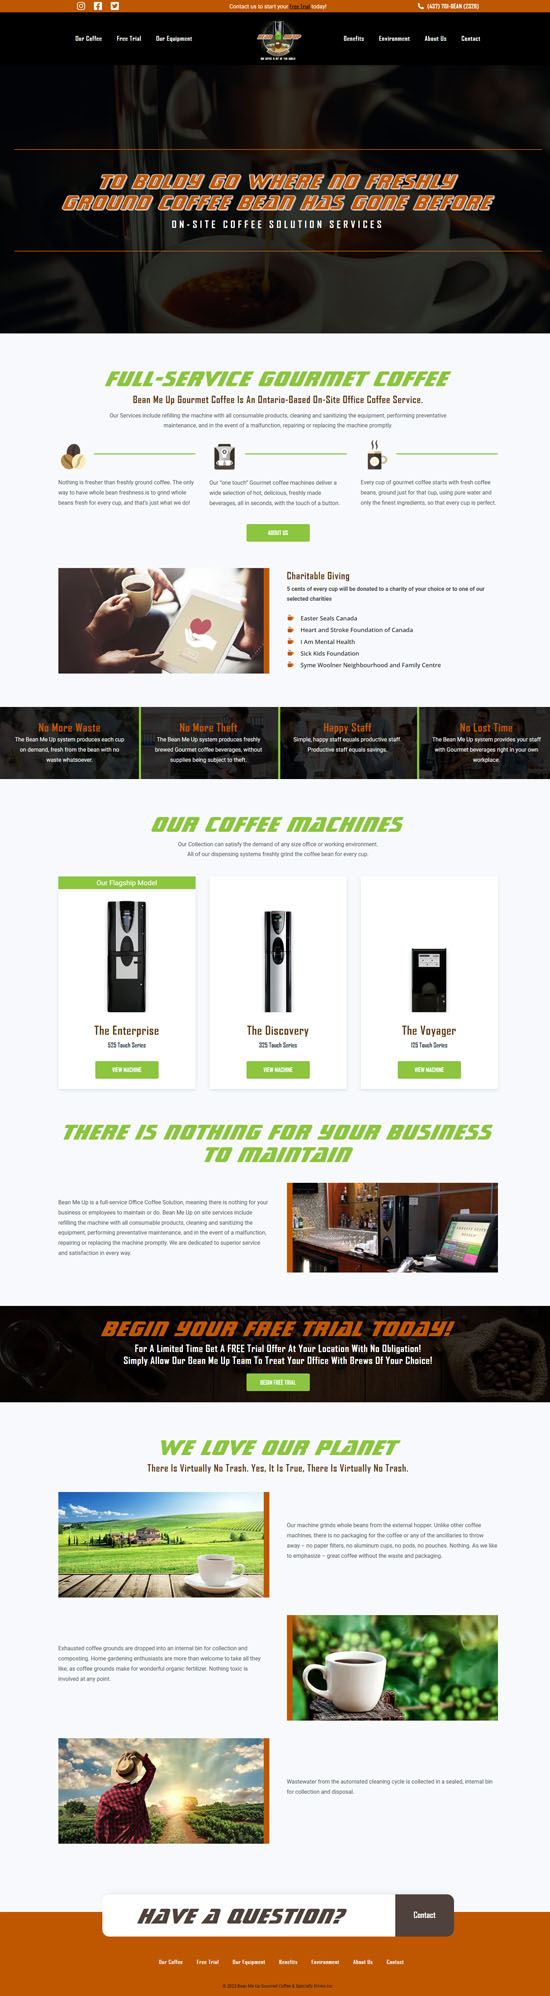 Contact us to start your Free Trial today!
(437) 701-BEAN (2326)
Our Coffee
Free Trial
Our Equipment
BEAN ME UP
Benefits
Environment
About Us
Contact
TO BOLDY GO WHERE NO FRESHLY
GROUND COFFEE BEAN HAS GONE BEFORE
ON-SITE COFFEE SOLUTION SERVICES
FULL-SERVICE GOURMET COFFEE
Bean Me Up Gourmet Coffee Is An Ontario-Based On-Site Office Coffee Service.
Our Services include refilling the machine with all consumable products, cleaning and sanitizing the equipment, performing preventative
maintenance, and in the event of a malfunction, repairing or replacing the machine promptly.
Nothing is fresher than freshly ground coffee. The only
way to have whole bean freshness is to grind whole
beans fresh for every cup, and that's just what we do!
Our "one touch" Gourmet coffee machines deliver a
wide selection of hot, delicious, freshly made
beverages, all in seconds, with the touch of a button.
Every cup of gourmet coffee starts with fresh coffee
beans, ground just for that cup, using pure water and
only the finest ingredients, so that every cup is perfect.
ABOUT US
Charitable Giving
5 cents of every cup will be donated to a charity of your choice or to one of our
selected charities
Easter Seals Canada
Heart and Stroke Foundation of Canada
I Am Mental Health
Sick Kids Foundation
Syme Woolner Neighbourhood and Family Centre
No More Waste
The Bean Me Up system produces each cup
on demand, fresh from the bean with no
waste whatsoever.
No More Theft
The Bean Me Up system produces freshly
brewed Gourmet coffee beverages, without
supplies being subject to theft.
Happy Staff
Simple, happy staff equals productive staff.
Productive staff equals savings.
No Lost Time
The Bean Me Up system provides your staff
with Gourmet beverages right in your own
workplace.
OUR COFFEE MACHINES
Our Collection can satisfy the demand of any size office or working environment.
All of our dispensing systems freshly grind the coffee bean for every cup.
Our Flagship Model
The Enterprise
525 Touch Series
VIEW MACHINE
The Discovery
325 Touch Series
VIEW MACHINE
The Voyager
125 Touch Series
VIEW MACHINE
THERE IS NOTHING FOR YOUR BUSINESS
TO MAINTAIN
Bean Me Up is a full-service Office Coffee Solution, meaning there is nothing for your
business or employees to maintain or do. Bean Me Up on site services include
refilling the machine with all consumable products, cleaning and sanitizing the
equipment, performing preventative maintenance, and in the event of a malfunction,
repairing or replacing the machine promptly. We are dedicated to superior service
and satisfaction in every way.
BEGIN YOUR FREE TRIAL TODAY!
For A Limited Time Get A FREE Trial Offer At Your Location With No Obligation!
Simply Allow Our Bean Me Up Team To Treat Your Office With Brews Of Your Choice!
BEGIN FREE TRIAL
WE LOVE OUR PLANET
There Is Virtually No Trash. Yes, It Is True, There Is Virtually No Trash.
Our machine grinds whole beans from the external hopper. Unlike other coffee
machines, there is no packaging for the coffee or any of the ancillaries to throw
away – no paper filters, no aluminum cups, no pods, no pouches. Nothing. As we like
to emphasize – great coffee without the waste and packaging.
Exhausted coffee grounds are dropped into an internal bin for collection and
composting. Home gardening enthusiasts are more than welcome to take all they
like, as coffee grounds make for wonderful organic fertilizer. Nothing toxic is
involved at any point.
Wastewater from the automated cleaning cycle is collected in a sealed, internal bin
for collection and disposal.
HAVE A QUESTION?
Contact
Our Coffee
Free Trial
Our Equipment
Benefits
Environment
About Us
Contact
© 2023 Bean Me Up Gourmet Coffee & Specialty Drinks Inc.